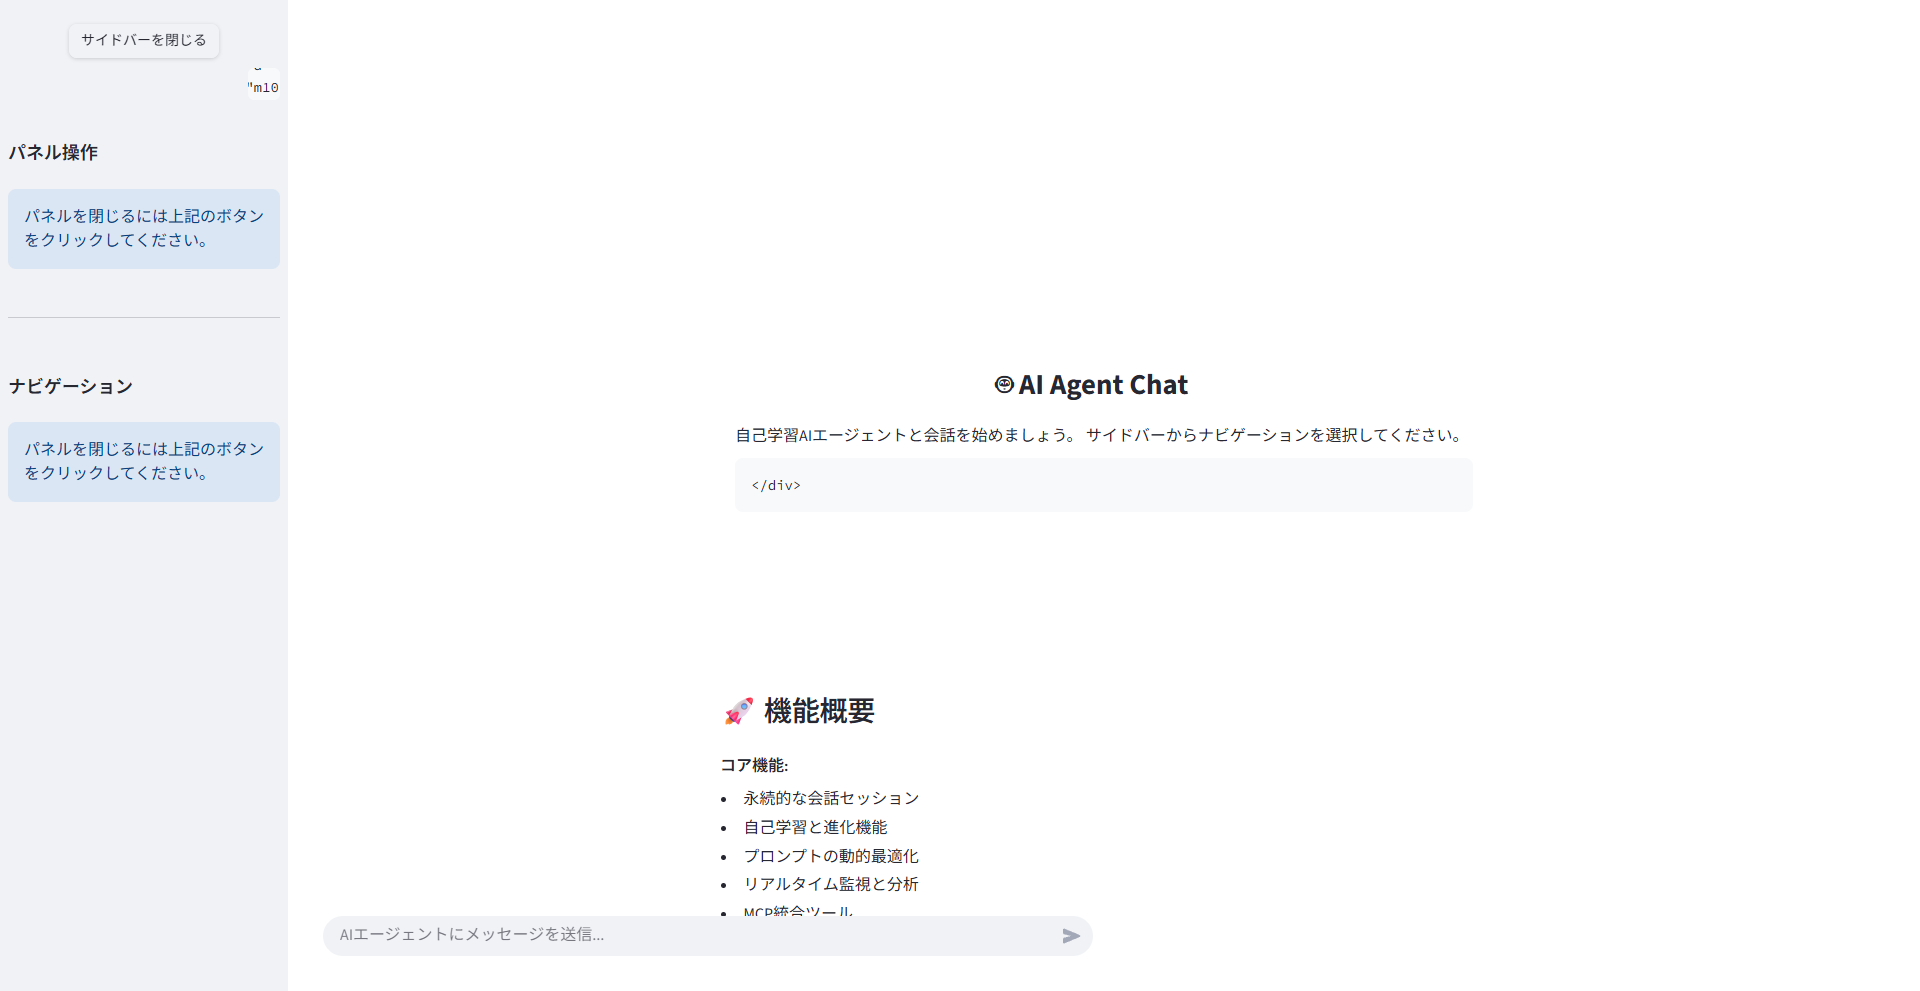 サイドバーを閉じる
"m10
パネル操作
パネルを閉じるには上記のボタン
をクリックしてください。
ナビゲーション
パネルを閉じるには上記のボタン
をクリックしてください。
AI Agent Chat
自己学習AIエージェントと会話を始めましょう。 サイドバーからナビゲーションを選択してください。
</div>
🚀 機能概要
コア機能:
• 永続的な会話セッション
• 自己学習と進化機能
• プロンプトの動的最適化
• リアルタイム監視と分析
• MCP統合ツール
AIエージェントにメッセージを送信...